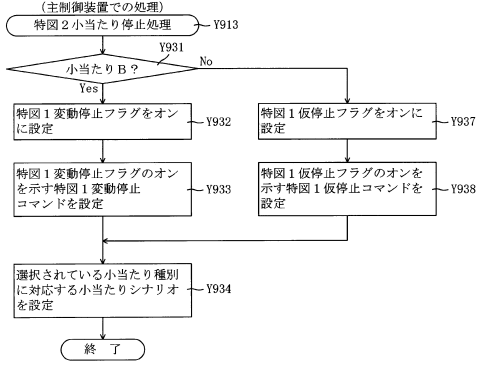 (主制御装置での処理)
特図2小当たり停止処理
Y913
Y931
小当たりB?
No
Yes
特図1変動停止フラグをオン
に設定
Y932
特図1仮停止フラグをオンに
設定
Y937
特図1変動停止フラグのオン
を示す特図1変動停止
コマンドを設定
Y933
特図1仮停止フラグのオンを
示す特図1仮停止コマンドを
設定
Y938
選択されている小当たり種別
に対応する小当たりシナリオ
を設定
Y934
終 了